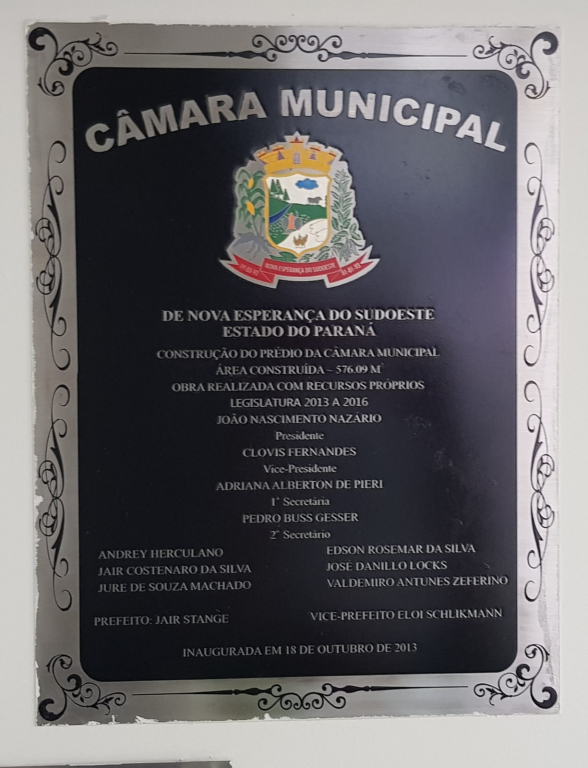 CÂMARA MUNICIPAL
NOVA ESPERANÇA DO SUDOESTE
DE NOVA ESPERANÇA DO SUDOESTE
ESTADO DO PARANÁ
CONSTRUÇÃO DO PRÉDIO DA CÂMARA MUNICIPAL
ÁREA CONSTRUÍDA – 576.09 M²
OBRA REALIZADA COM RECURSOS PRÓPRIOS
LEGISLATURA 2013 A 2016
JOÃO NASCIMENTO NAZÁRIO
Presidente
CLOVIS FERNANDES
Vice-Presidente
ADRIANA ALBERTON DE PIERI
1ª Secretária
PEDRO BUSS GESSER
2º Secretário
ANDREY HERCULANO EDSON ROSEMAR DA SILVA
JAIR COSTENARO DA SILVA JOSÉ DANILLO LOCKS
JURE DE SOUZA MACHADO VALDEMIRO ANTUNES ZEFERINO
PREFEITO: JAIR STANGE VICE-PREFEITO ELOI SCHLIKMANN
INAUGURADA EM 18 DE OUTUBRO DE 2013